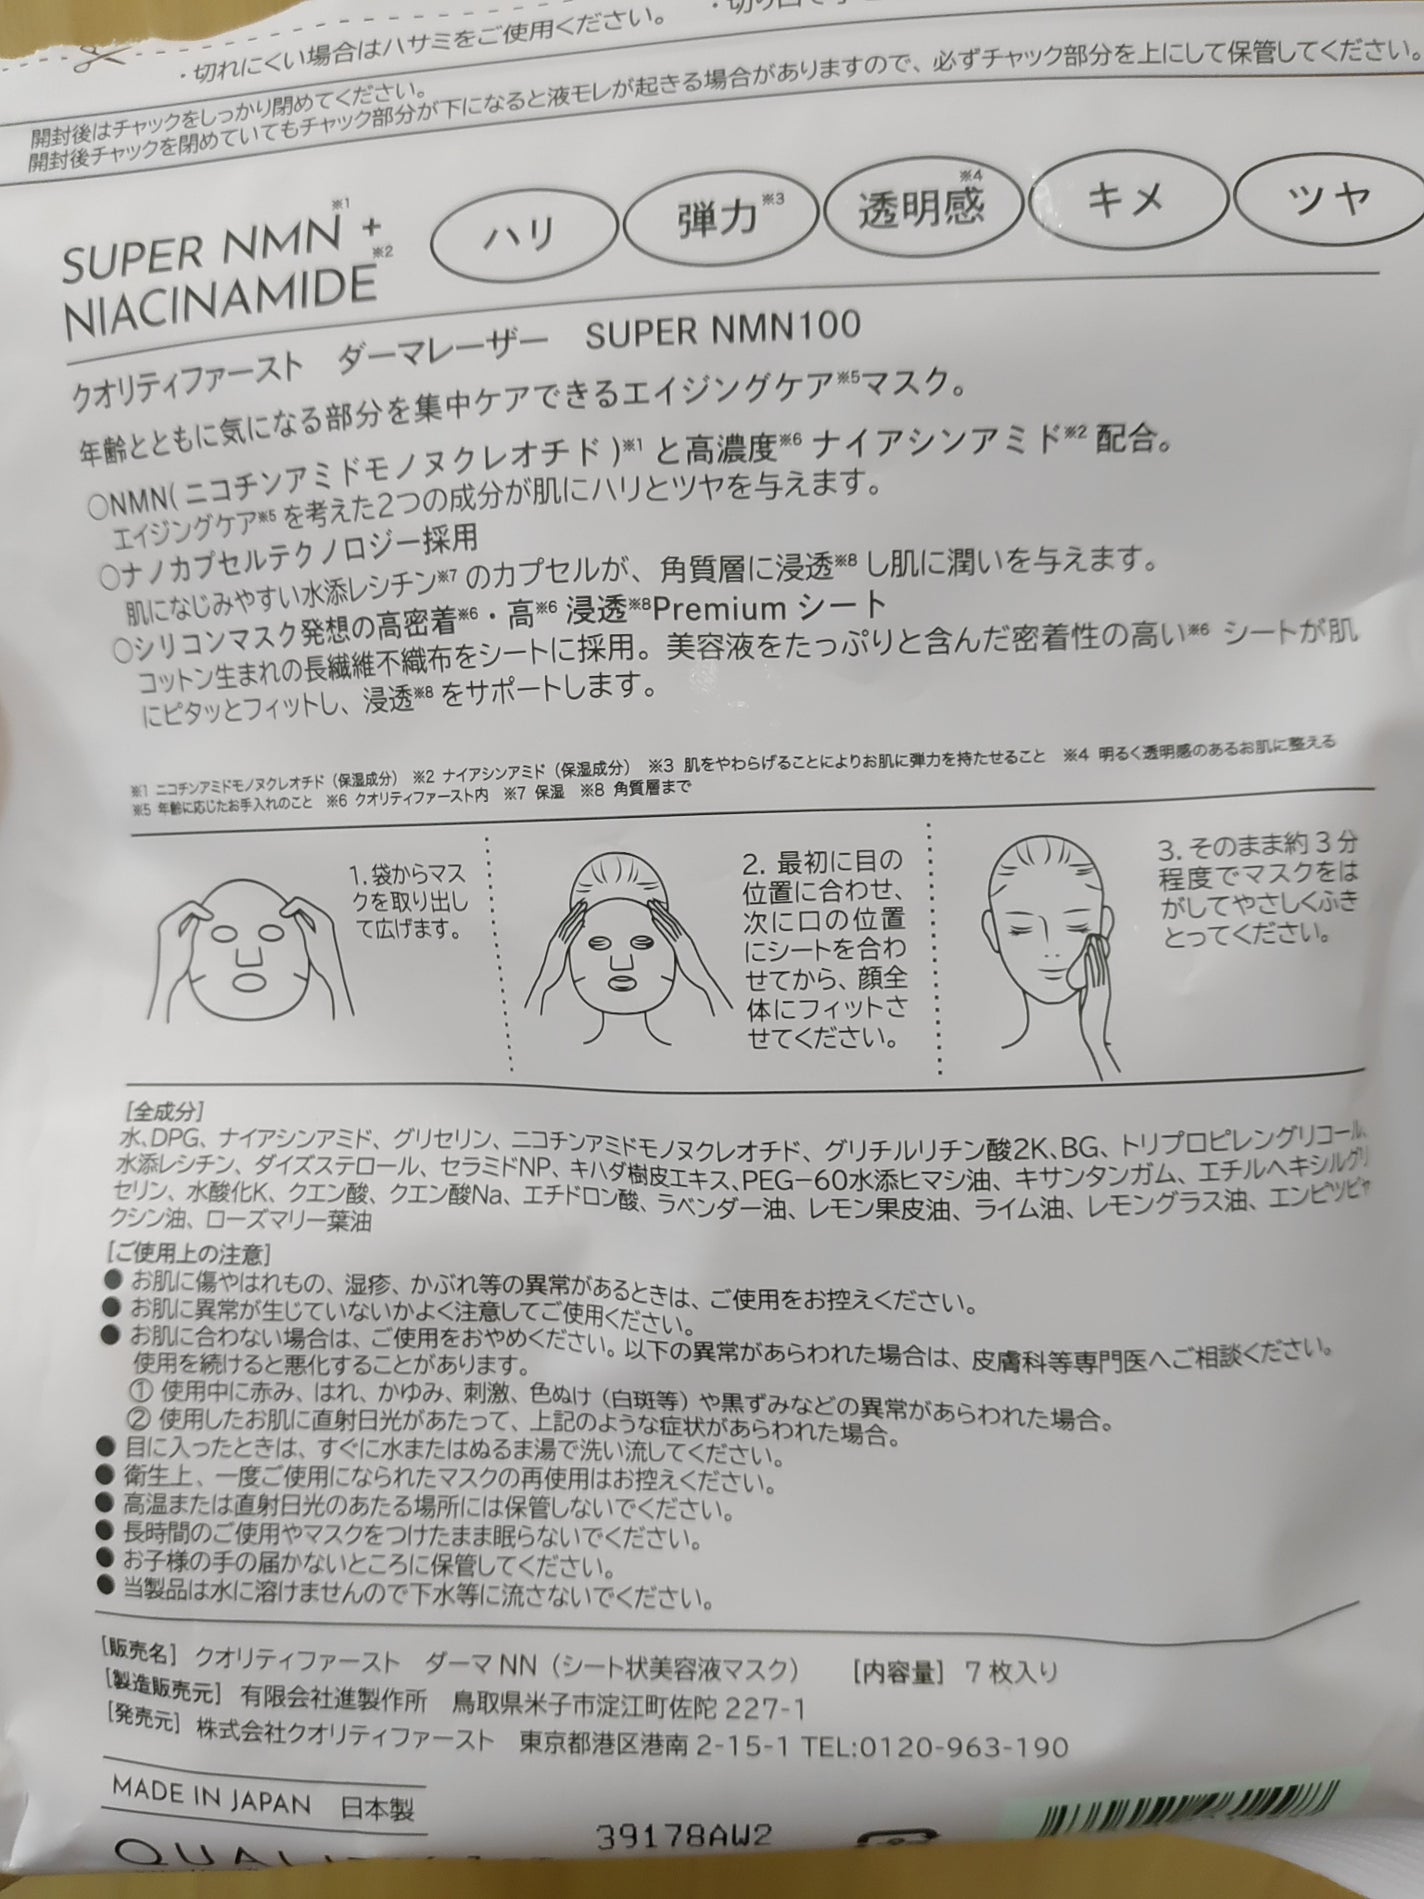 ・切れにくい場合はハサミをご使用ください。
開封後はチャックをしっかり閉めてください。
開封後チャックを閉めていてもチャック部分が下になると液モレが起きる場合がありますので、必ずチャック部分を上にして保管してください。
SUPER NMN※1 +
NIACINAMIDE※2
ハリ
弾力※3
透明感※4
キメ
ツヤ
クオリティファースト ダーマレーザー SUPER NMN100
年齢とともに気になる部分を集中ケアできるエイジングケア※5マスク。
○NMN(ニコチンアミドモノヌクレオチド)※1と高濃度※6ナイアシンアミド※2配合。
エイジングケア※5を考えた2つの成分が肌にハリとツヤを与えます。
○ナノカプセルテクノロジー採用
肌になじみやすい水添レシチン※7のカプセルが、角質層に浸透※8し肌に潤いを与えます。
○シリコンマスク発想の高密着※6・高※6浸透※8Premiumシート
コットン生まれの長繊維不織布をシートに採用。美容液をたっぷりと含んだ密着性の高い※6シートが肌
にピタッとフィットし、浸透※8をサポートします。
※1 ニコチンアミドモノヌクレオチド（保湿成分） ※2 ナイアシンアミド（保湿成分） ※3 肌をやわらげることによりお肌に弾力を持たせること ※4 明るく透明感のあるお肌に整える
※5 年齢に応じたお手入れのこと ※6 クオリティファースト内 ※7 保湿 ※8 角質層まで
1. 袋からマス
クを取り出し
て広げます。
2. 最初に目の
位置に合わせ、
次に口の位置
にシートを合わ
せてから、顔全
体にフィットさ
せてください。
3. そのまま約3分
程度でマスクをは
がしてやさしくふき
とってください。
[全成分]
水、DPG、ナイアシンアミド、グリセリン、ニコチンアミドモノヌクレオチド、グリチルリチン酸2K、BG、トリプロピレングリコール、
水添レシチン、ダイズステロール、セラミドNP、キハダ樹皮エキス、PEG-60水添ヒマシ油、キサンタンガム、エチルヘキシルグリ
セリン、水酸化K、クエン酸、クエン酸Na、エチドロン酸、ラベンダー油、レモン果皮油、ライム油、レモングラス油、エンピツビャ
クシン油、ローズマリー葉油
[ご使用上の注意]
● お肌に傷やはれもの、湿疹、かぶれ等の異常があるときは、ご使用をお控えください。
● お肌に異常が生じていないかよく注意してご使用ください。
● お肌に合わない場合は、ご使用をおやめください。以下の異常があらわれた場合は、皮膚科等専門医へご相談ください。
使用を続けると悪化することがあります。
① 使用中に赤み、はれ、かゆみ、刺激、色ぬけ（白斑等）や黒ずみなどの異常があらわれた場合。
② 使用したお肌に直射日光があたって、上記のような症状があらわれた場合。
● 目に入ったときは、すぐに水またはぬるま湯で洗い流してください。
● 衛生上、一度ご使用になられたマスクの再使用はお控えください。
● 高温または直射日光のあたる場所には保管しないでください。
● 長時間のご使用やマスクをつけたまま眠らないでください。
● お子様の手の届かないところに保管してください。
● 当製品は水に溶けませんので下水等に流さないでください。
[販売名] クオリティファースト ダーマNN（シート状美容液マスク） [内容量] 7枚入り
[製造販売元] 有限会社進製作所 鳥取県米子市淀江町佐陀227-1
[発売元] 株式会社クオリティファースト 東京都港区港南2-15-1 TEL:0120-963-190
MADE IN JAPAN 日本製
39178AW2